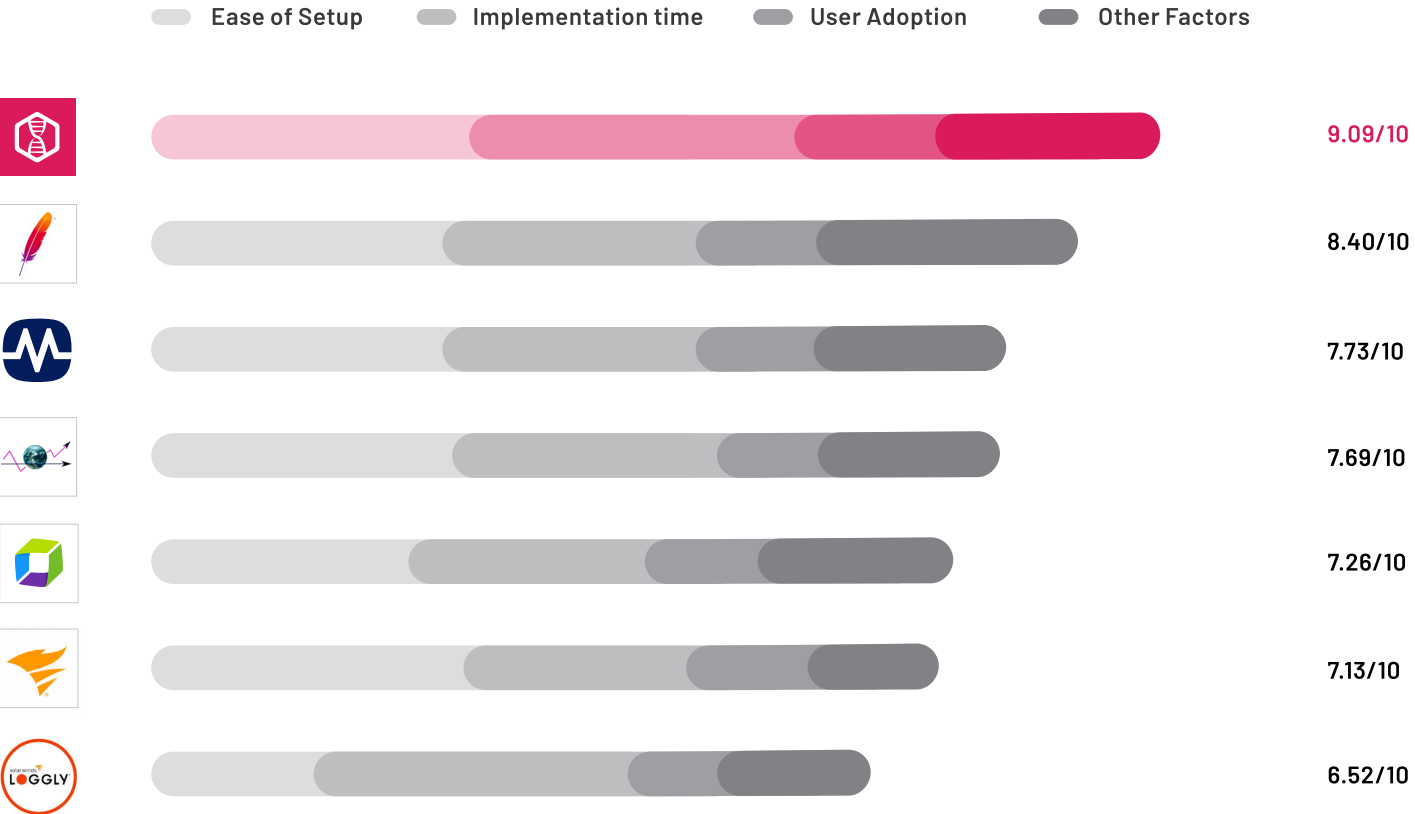 Ease of Setup Implementation time User Adoption Other Factors
9.09/10
8.40/10
7.73/10
7.69/10
7.26/10
7.13/10
solarwinds
LOGGLY
6.52/10